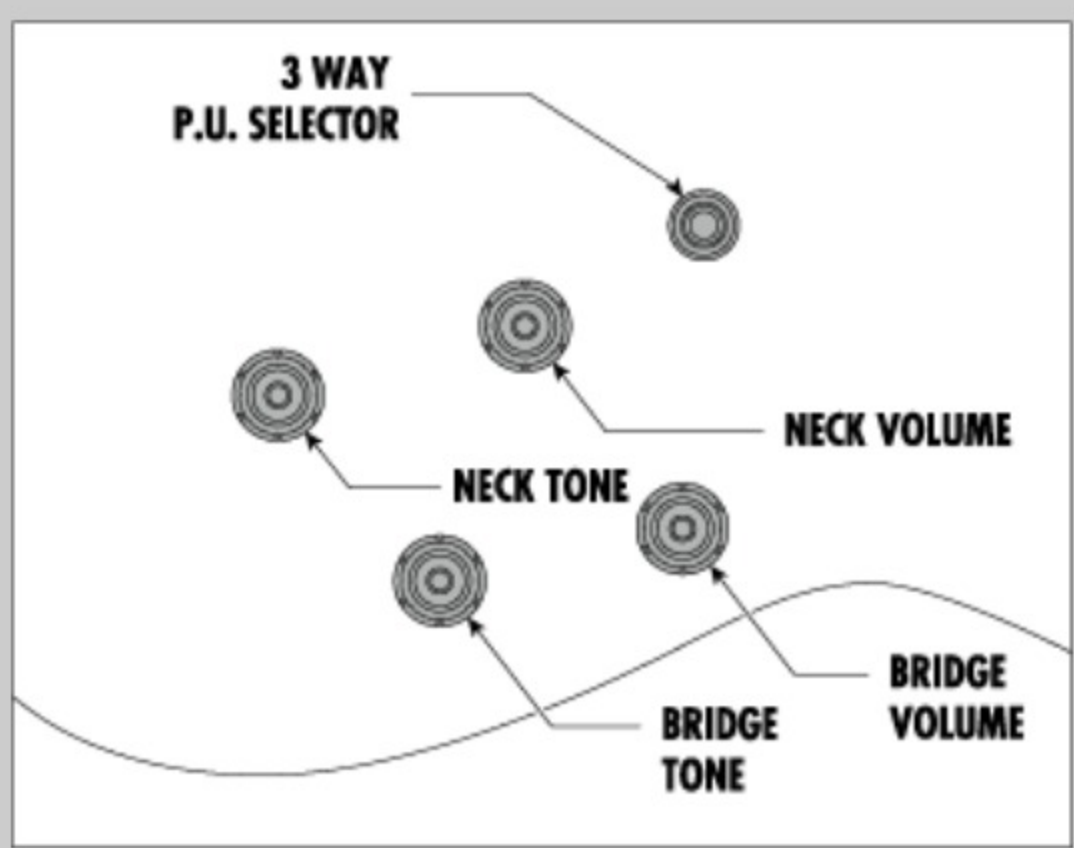 3 WAY
P.U. SELECTOR
NECK VOLUME
NECK TONE
BRIDGE
VOLUME
BRIDGE
TONE